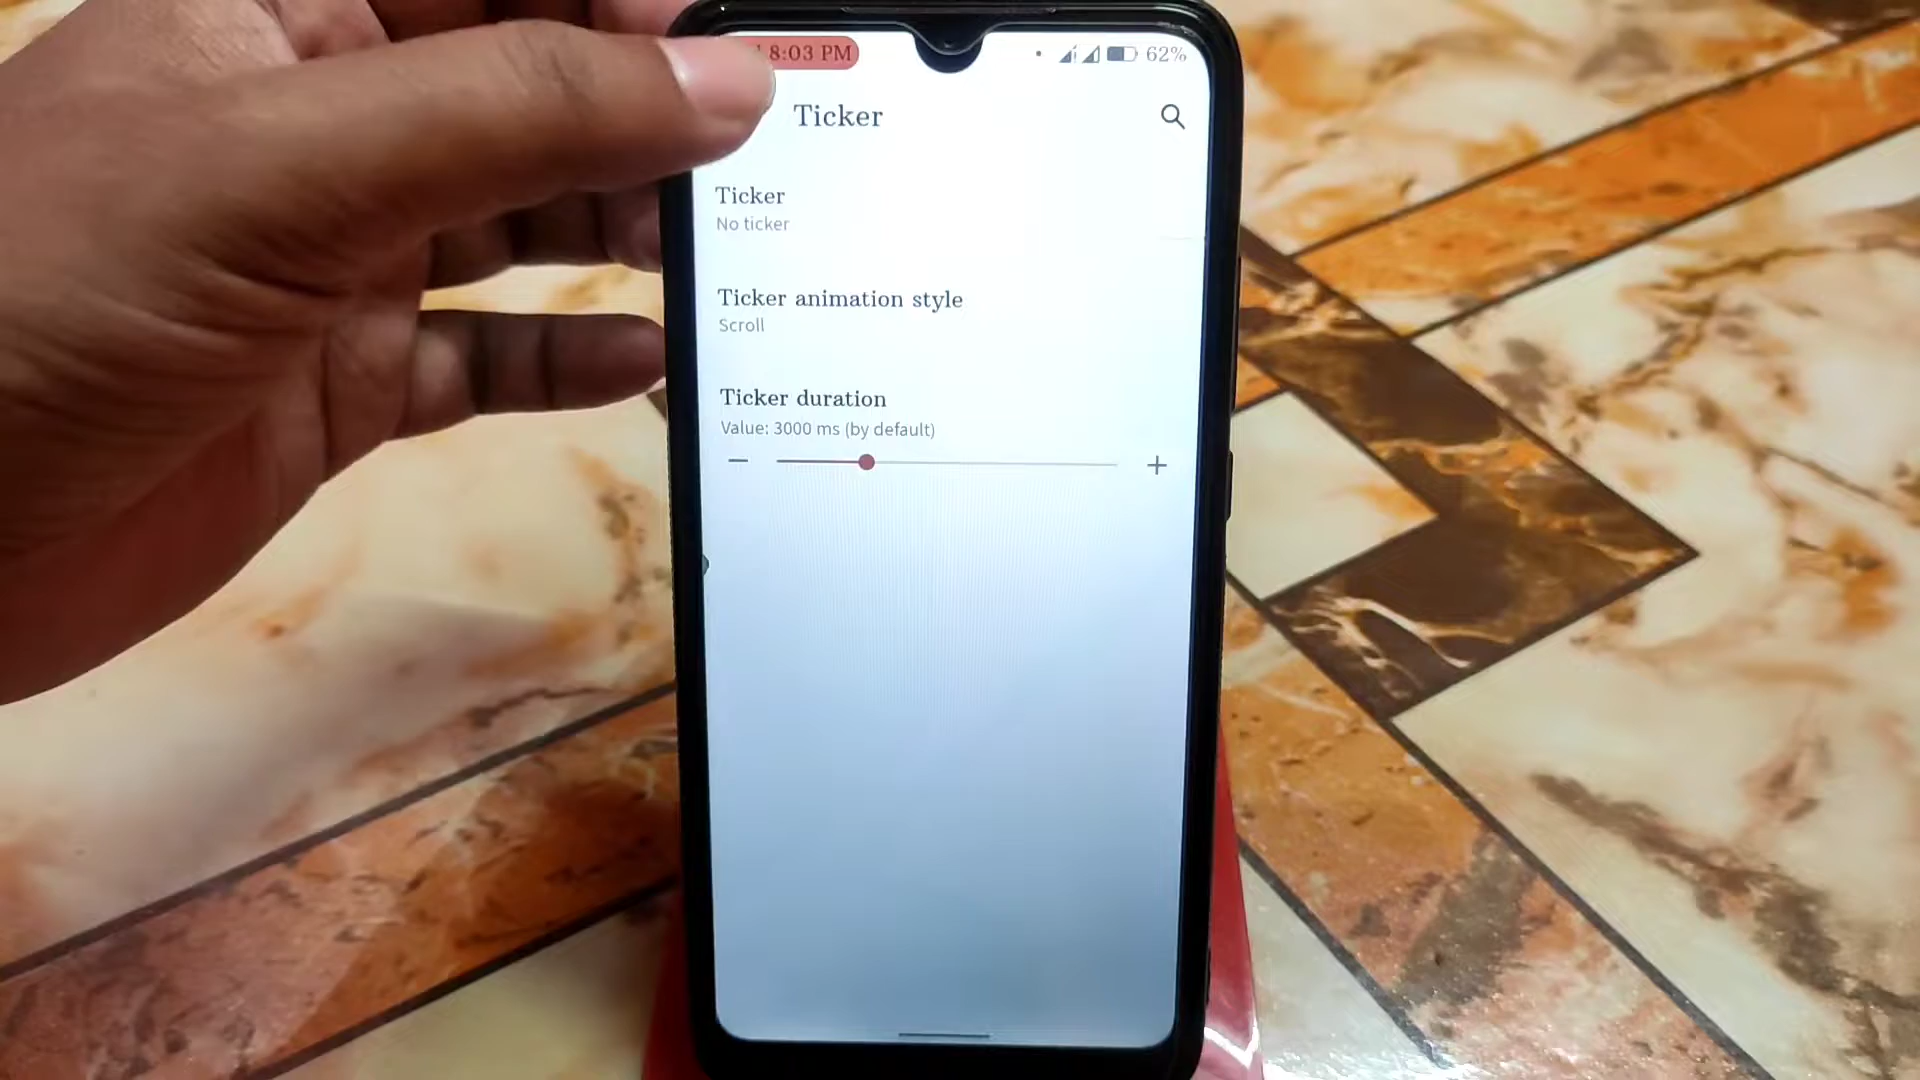 8:03 PM 62%
Ticker
Ticker
No ticker
Ticker animation style
Scroll
Ticker duration
Value: 3000 ms (by default)